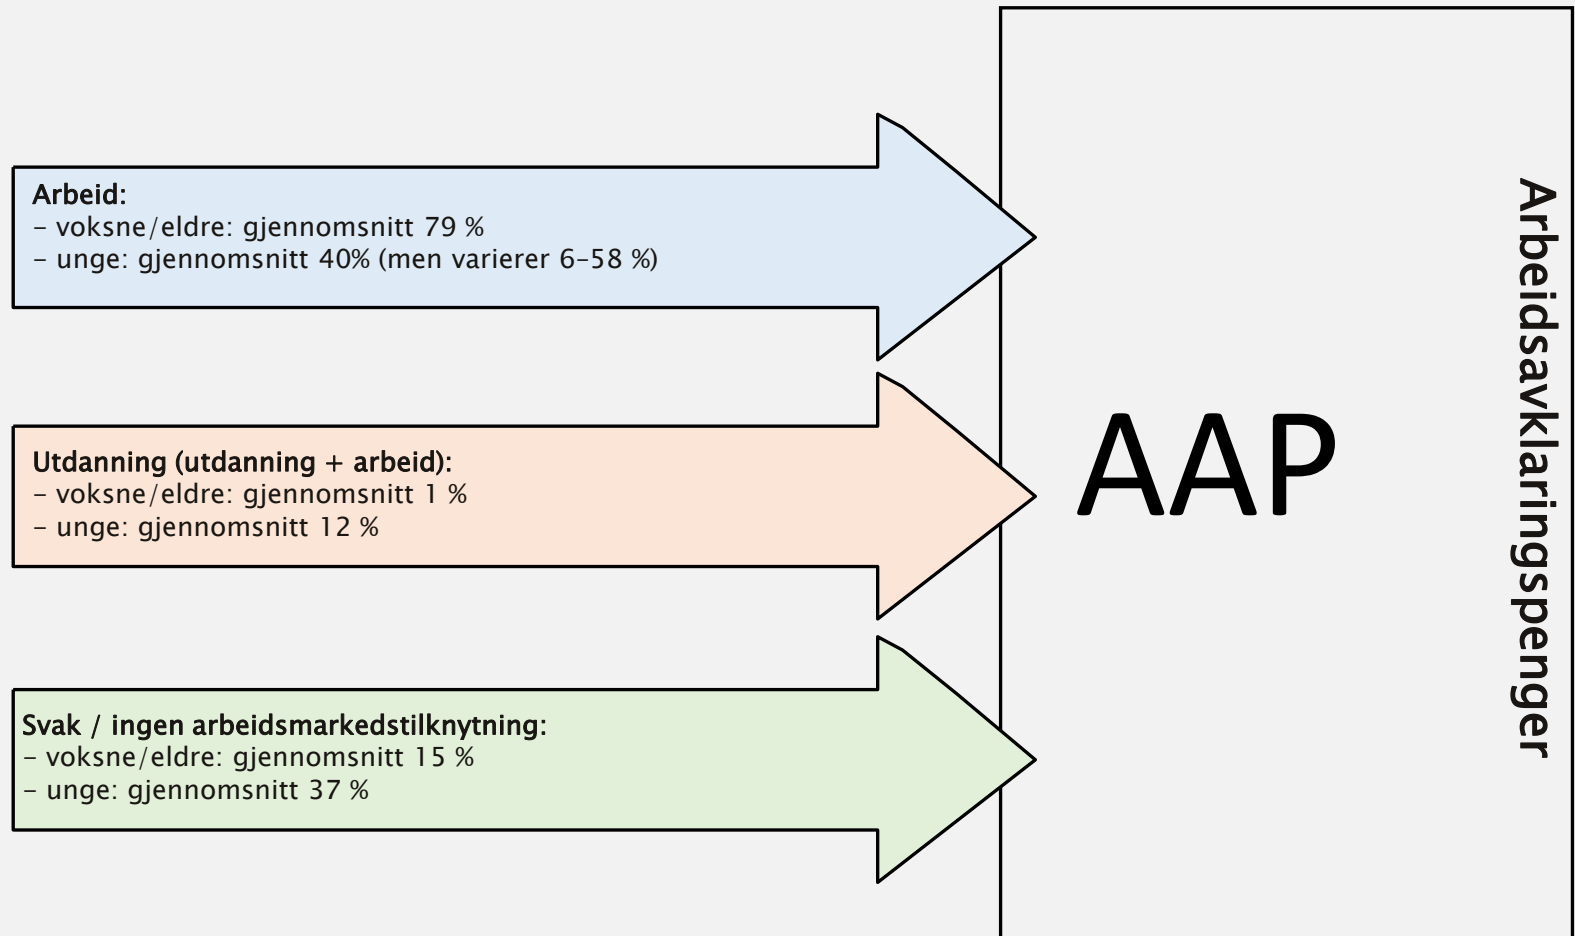 Arbeid:
– voksne/eldre: gjennomsnitt 79 %
– unge: gjennomsnitt 40% (men varierer 6–58 %)
Utdanning (utdanning + arbeid):
– voksne/eldre: gjennomsnitt 1 %
– unge: gjennomsnitt 12 %
Svak / ingen arbeidsmarkedstilknytning:
– voksne/eldre: gjennomsnitt 15 %
– unge: gjennomsnitt 37 %
AAP
Arbeidsavklaringspenger